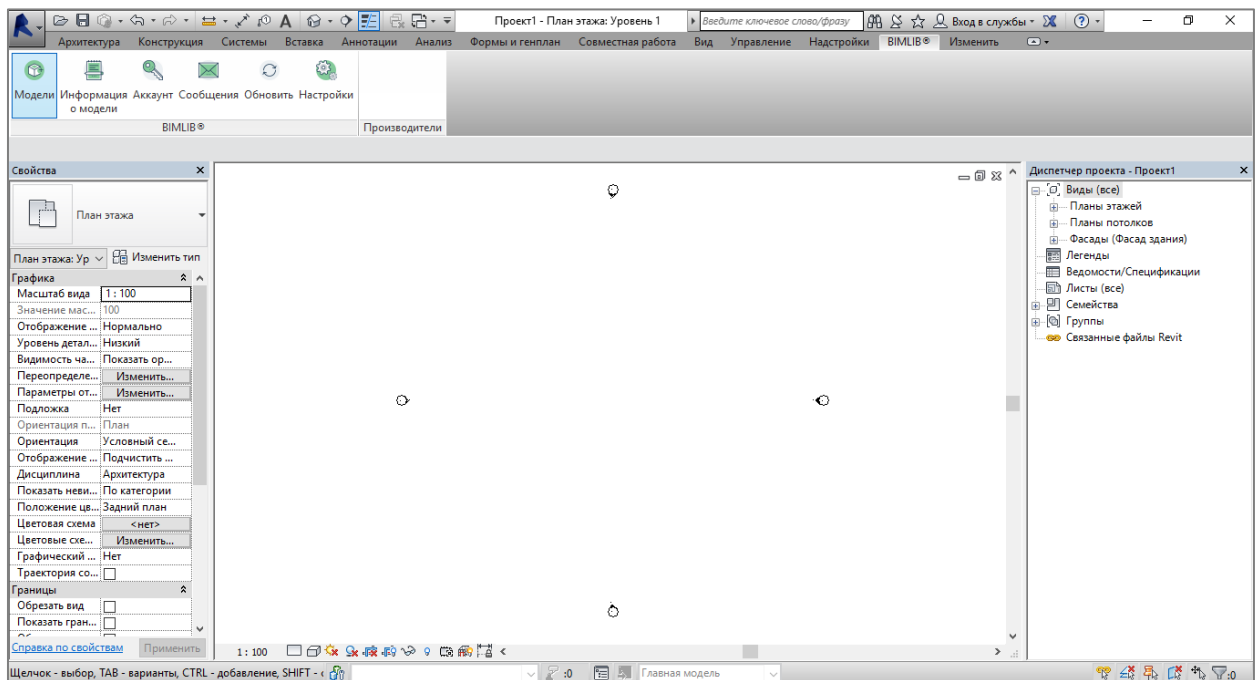 Проект1 - План этажа: Уровень 1
Введите ключевое слово/фразу
Вход в службы
Архитектура Конструкция Системы Вставка Аннотации Анализ Формы и генплан Совместная работа Вид Управление Надстройки BIMLIB® Изменить
Модели Информация о модели Аккаунт Сообщения Обновить Настройки
BIMLIB® Производители
Свойства
План этажа
План этажа: Ур Изменить тип
Графика
Масштаб вида 1 : 100
Значение мас... 100
Отображение ... Нормально
Уровень детал... Низкий
Видимость ча... Показать ор...
Переопределе... Изменить...
Параметры от... Изменить...
Подложка Нет
Ориентация п... План
Ориентация Условный се...
Отображение ... Подчистить ...
Дисциплина Архитектура
Показать неви... По категории
Положение цв... Задний план
Цветовая схема <нет>
Цветовые схе... Изменить...
Графический ... Нет
Траектория со...
Границы
Обрезать вид
Показать гран...
Справка по свойствам Применить
1 : 100
Диспетчер проекта - Проект1
Виды (все)
Планы этажей
Планы потолков
Фасады (Фасад здания)
Легенды
Ведомости/Спецификации
Листы (все)
Семейства
Группы
Связанные файлы Revit
Щелчок - выбор, TAB - варианты, CTRL - добавление, SHIFT - :0 Главная модель :0